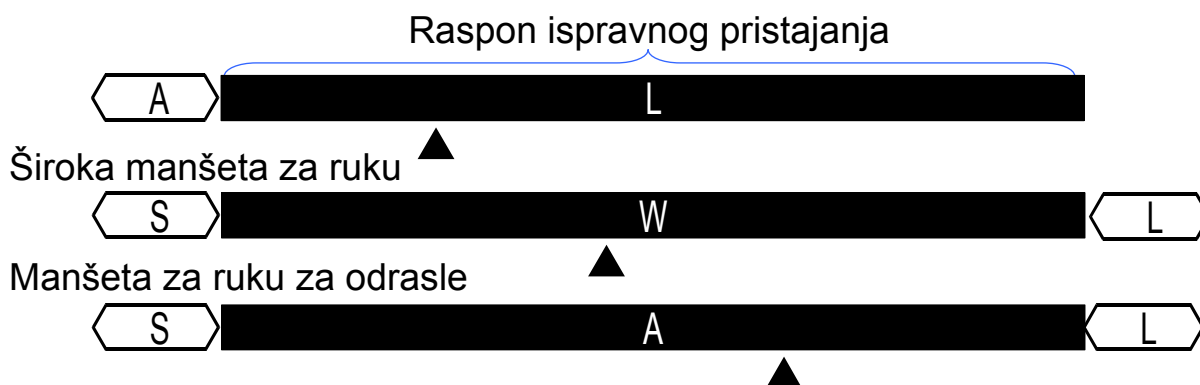 Raspon ispravnog pristajanja
A L
Široka manšeta za ruku
S W L
Manšeta za ruku za odrasle
S A L